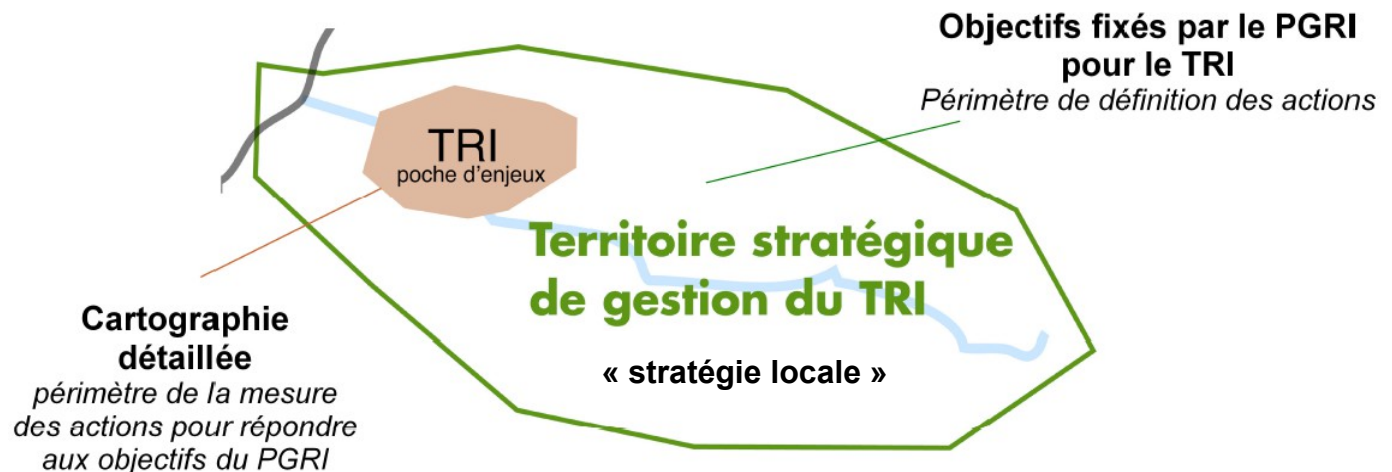 Objectifs fixés par le PGRI
pour le TRI
Périmètre de définition des actions
TRI
poche d'enjeux
Territoire stratégique
de gestion du TRI
« stratégie locale »
Cartographie
détaillée
périmètre de la mesure
des actions pour répondre
aux objectifs du PGRI